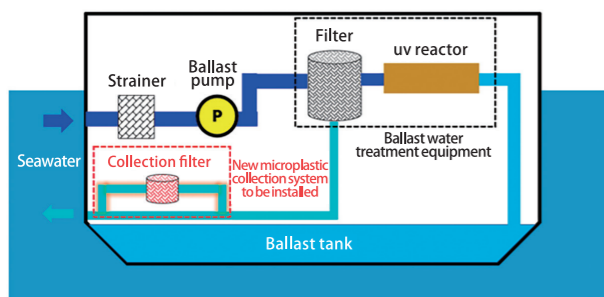 Filter
uv reactor
Ballast
pump
Strainer
P
Ballast water
treatment equipment
Seawater
Collection filter
New microplastic
collection system
to be installed
Ballast tank